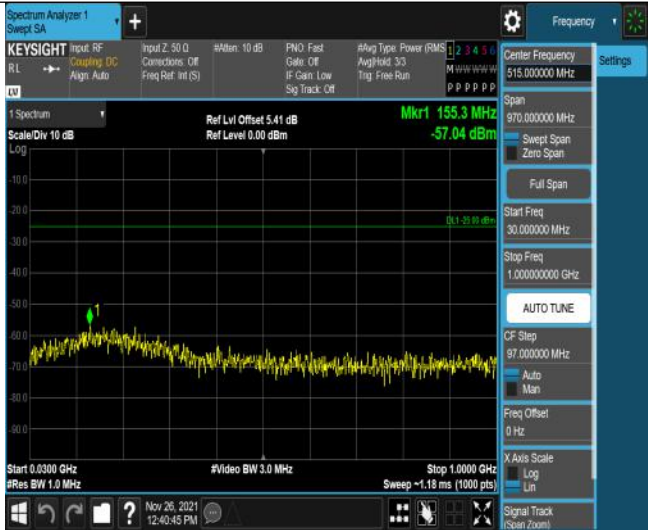 Spectrum Analyzer 1
Swept SA
Frequency
KEYSIGHT
Input: RF
Input Z: 50 Ω
#Atten: 10 dB
PNO: Fast
#Avg Type: Power (RMS
1 2 3 4 5 6
RL
Coupling: DC
Corrections: Off
Gate: Off
Avg|Hold: 3/3
M W W W W W
Align: Auto
Freq Ref: Int (S)
IF Gain: Low
Trig: Free Run
Sig Track: Off
P P P P P P
LV
1 Spectrum
Ref Lvl Offset 5.41 dB
Mkr1 155.3 MHz
Scale/Div 10 dB
Ref Level 0.00 dBm
-57.04 dBm
Log
-10.0
-20.0
DL1 -25.00 dBm
-30.0
-40.0
-50.0
1
-60.0
-70.0
-80.0
-90.0
Start 0.0300 GHz
#Video BW 3.0 MHz
Stop 1.0000 GHz
#Res BW 1.0 MHz
Sweep ~1.18 ms (1000 pts)
Nov 26, 2021
12:40:45 PM
Center Frequency
515.000000 MHz
Settings
Span
970.000000 MHz
Swept Span
Zero Span
Full Span
Start Freq
30.000000 MHz
Stop Freq
1.000000000 GHz
AUTO TUNE
CF Step
97.000000 MHz
Auto
Man
Freq Offset
0 Hz
X Axis Scale
Log
Lin
Signal Track
(Span Zoom)